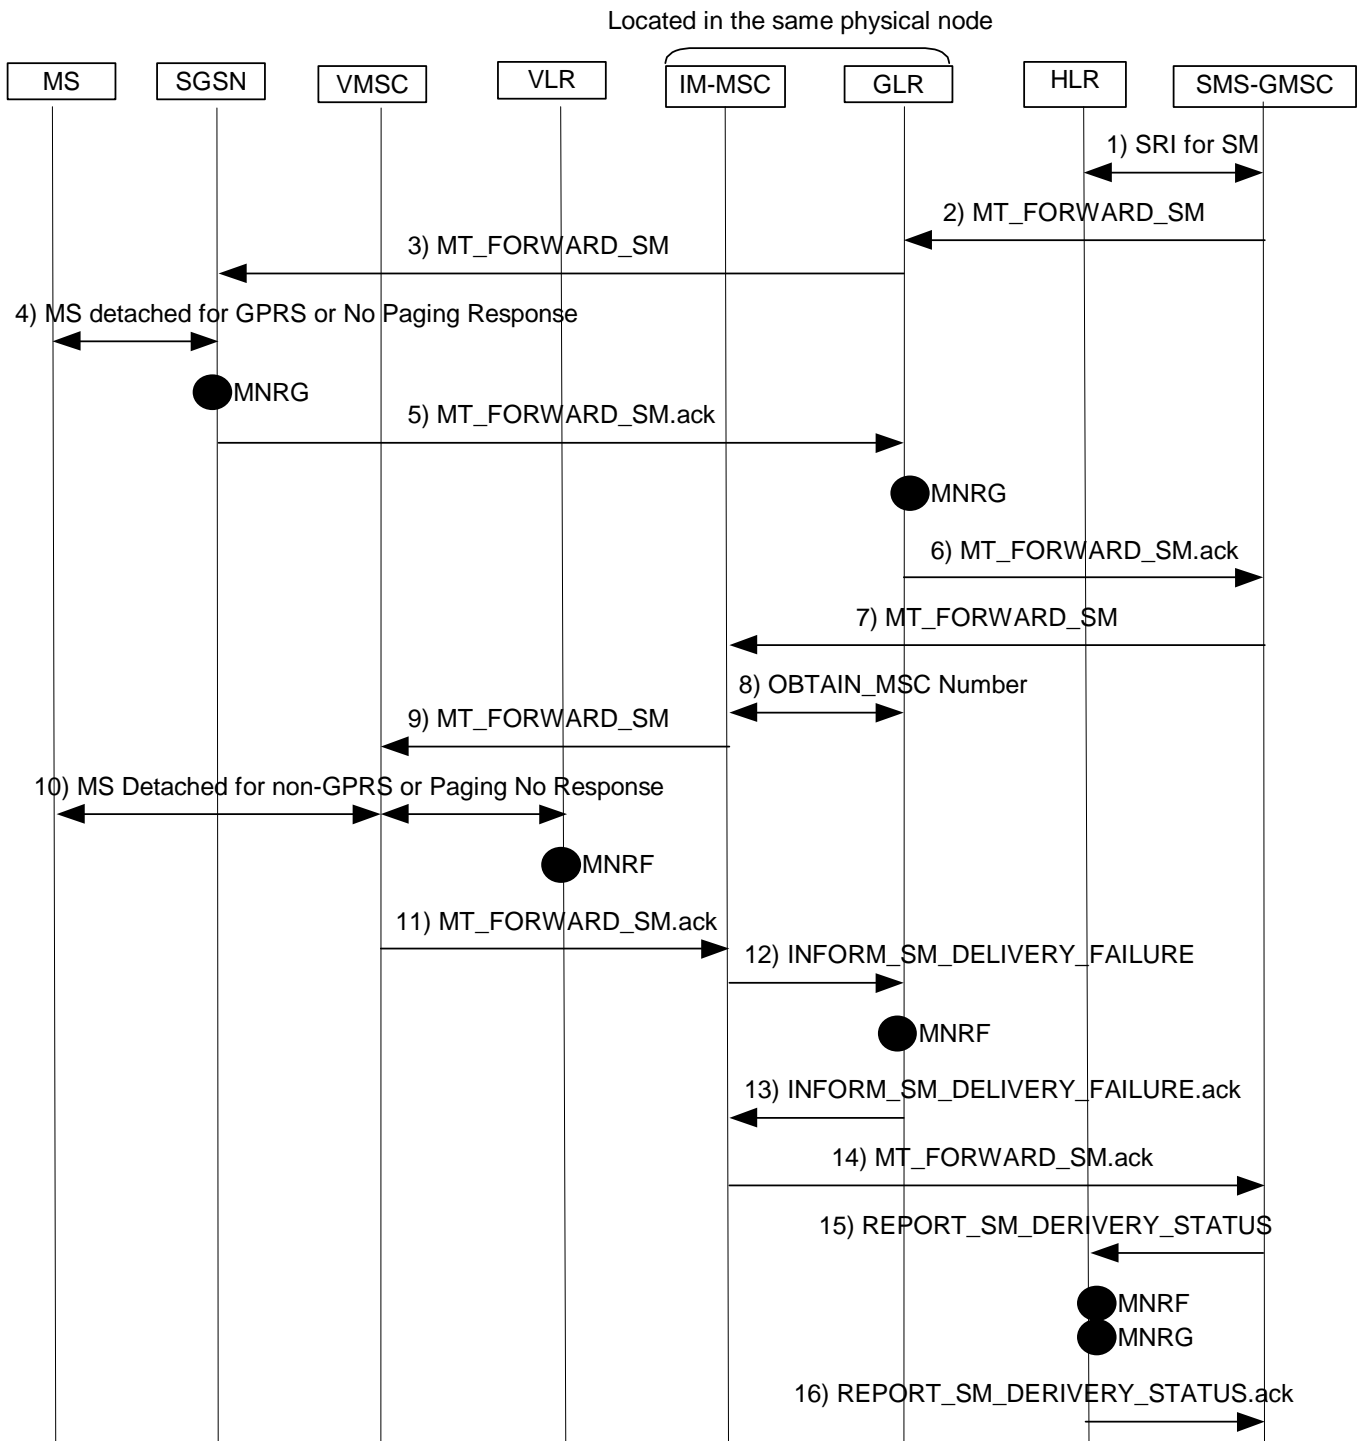 Located in the same physical node
MS
SGSN
VMSC
VLR
IM-MSC
GLR
HLR
SMS-GMSC
1) SRI for SM
2) MT_FORWARD_SM
3) MT_FORWARD_SM
4) MS detached for GPRS or No Paging Response
MNRG
5) MT_FORWARD_SM.ack
MNRG
6) MT_FORWARD_SM.ack
7) MT_FORWARD_SM
8) OBTAIN_MSC Number
9) MT_FORWARD_SM
10) MS Detached for non-GPRS or Paging No Response
MNRF
11) MT_FORWARD_SM.ack
12) INFORM_SM_DELIVERY_FAILURE
MNRF
13) INFORM_SM_DELIVERY_FAILURE.ack
14) MT_FORWARD_SM.ack
15) REPORT_SM_DERIVERY_STATUS
MNRF
MNRG
16) REPORT_SM_DERIVERY_STATUS.ack